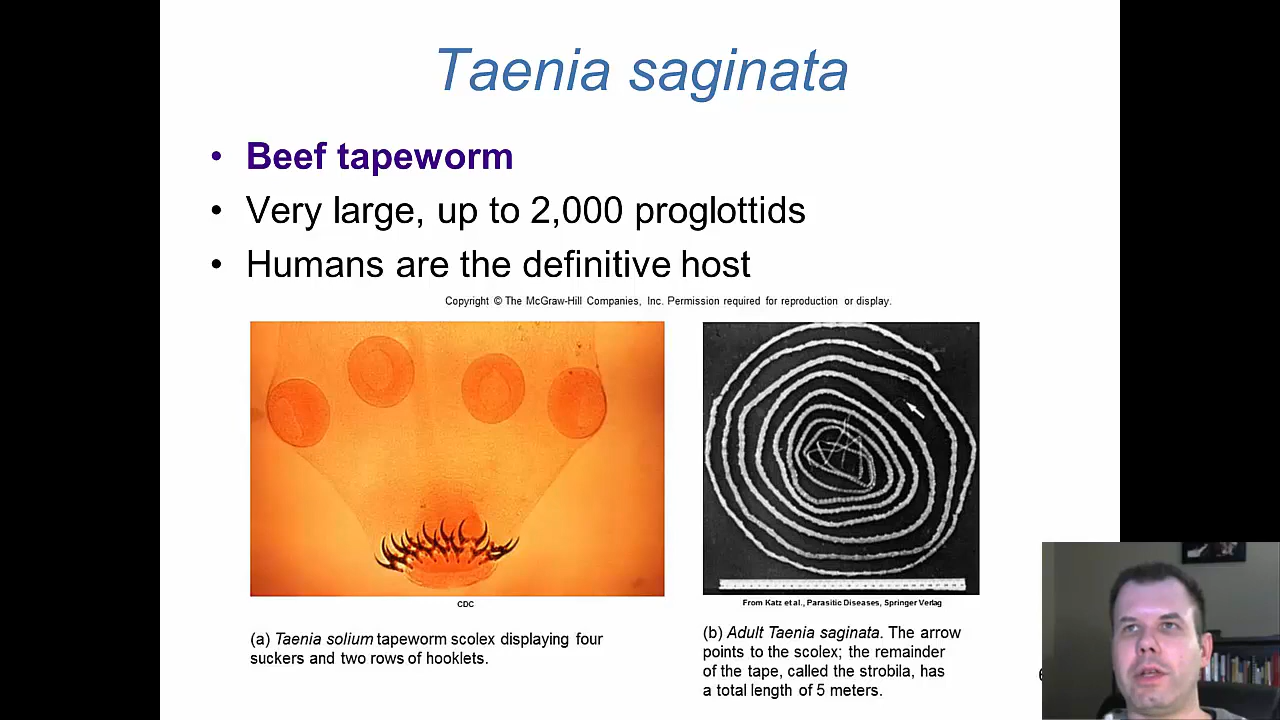 Taenia saginata
• Beef tapeworm
• Very large, up to 2,000 proglottids
• Humans are the definitive host
Copyright © The McGraw-Hill Companies, Inc. Permission required for reproduction or display.
CDC
(a) Taenia solium tapeworm scolex displaying four
suckers and two rows of hooklets.
From Katz et al., Parasitic Diseases, Springer Verlag
(b) Adult Taenia saginata. The arrow
points to the scolex; the remainder
of the tape, called the strobila, has
a total length of 5 meters.